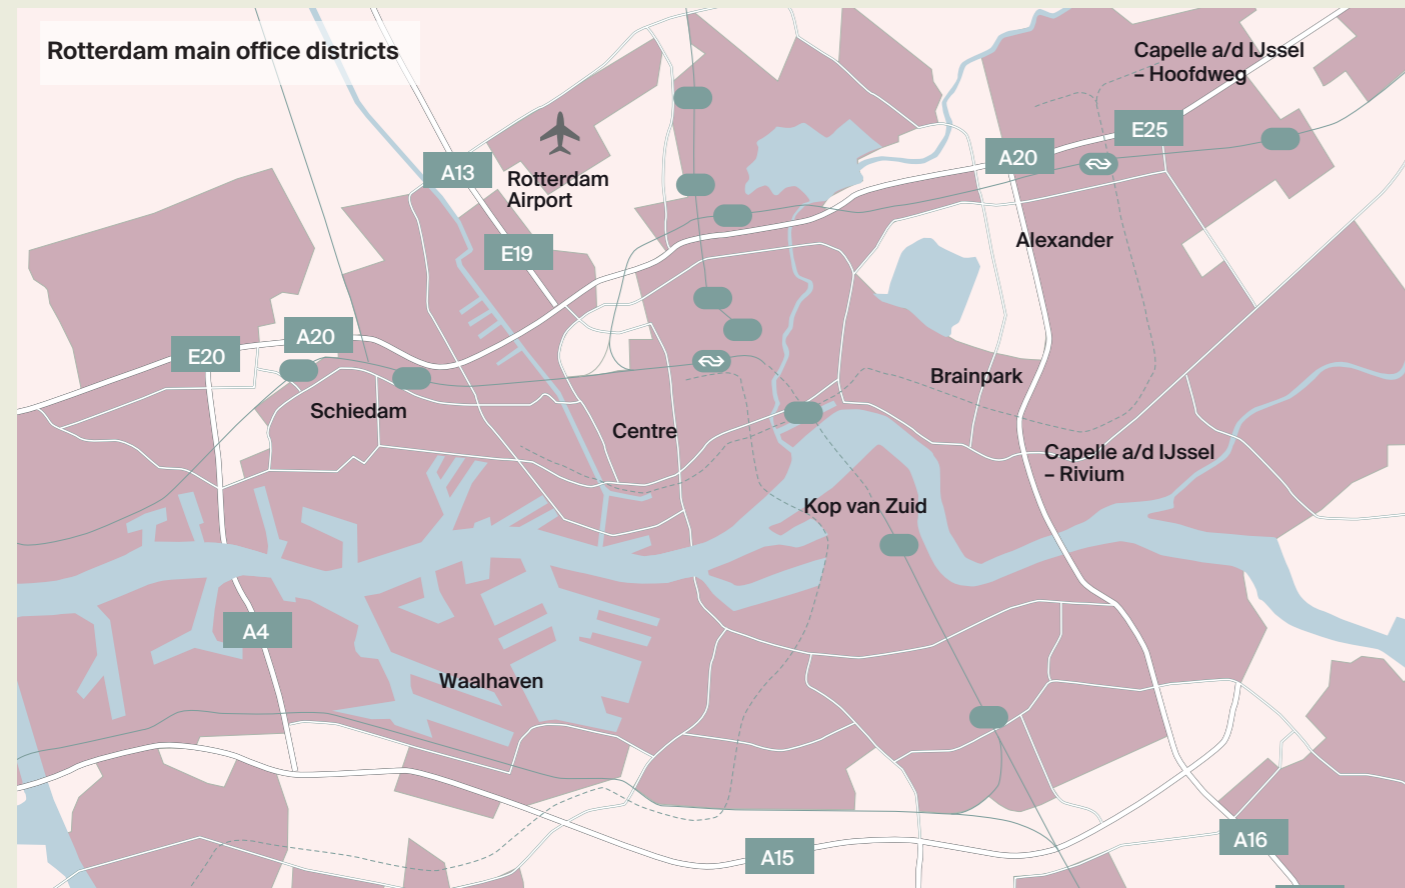 Rotterdam main office districts
Capelle a/d IJssel
– Hoofdweg
E25
A20
A13
Rotterdam
Airport
Alexander
E19
A20
E20
Brainpark
Schiedam
Centre
Capelle a/d IJssel
– Rivium
Kop van Zuid
A4
Waalhaven
A16
A15